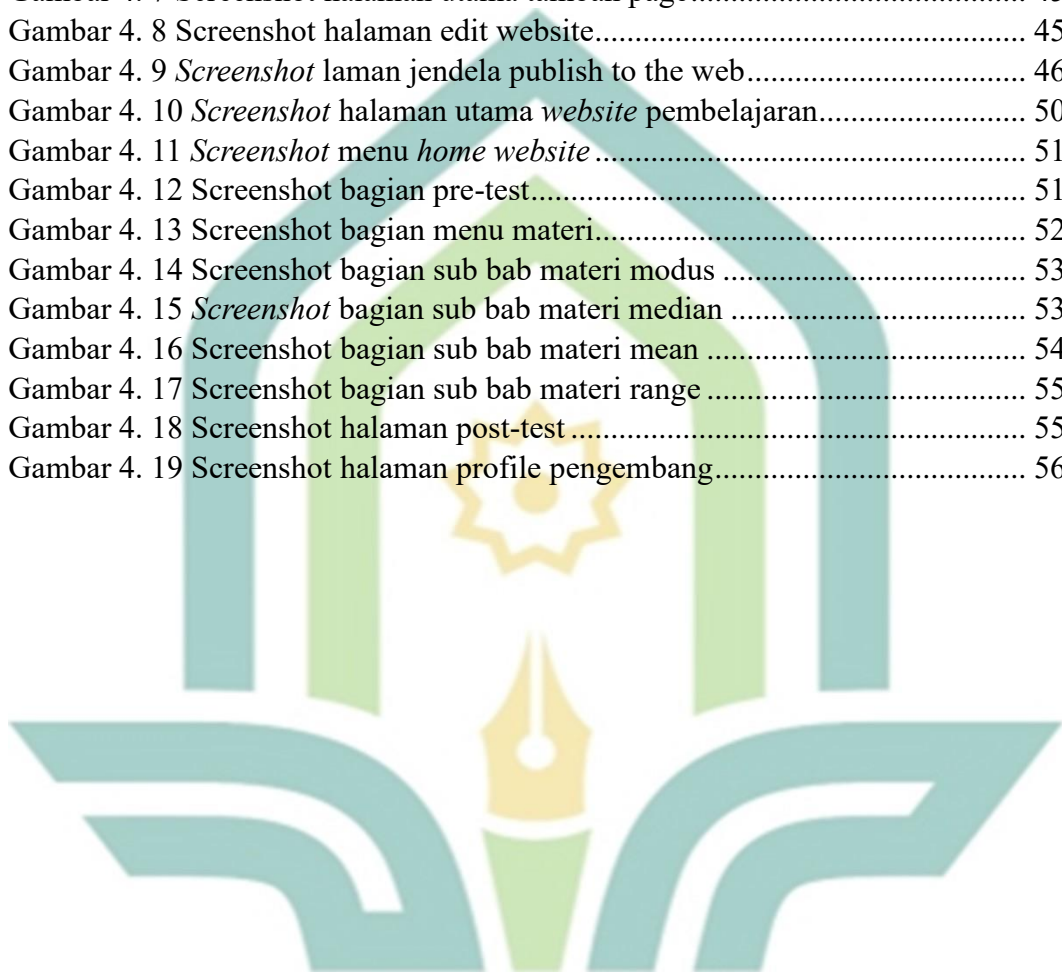 Gambar 4. 8 Screenshot halaman edit website.......................................................... 45
Gambar 4. 9 Screenshot laman jendela publish to the web..................................... 46
Gambar 4. 10 Screenshot halaman utama website pembelajaran........................... 50
Gambar 4. 11 Screenshot menu home website ....................................................... 51
Gambar 4. 12 Screenshot bagian pre-test................................................................ 51
Gambar 4. 13 Screenshot bagian menu materi........................................................ 52
Gambar 4. 14 Screenshot bagian sub bab materi modus ........................................ 53
Gambar 4. 15 Screenshot bagian sub bab materi median ....................................... 53
Gambar 4. 16 Screenshot bagian sub bab materi mean .......................................... 54
Gambar 4. 17 Screenshot bagian sub bab materi range .......................................... 55
Gambar 4. 18 Screenshot halaman post-test ........................................................... 55
Gambar 4. 19 Screenshot halaman profile pengembang......................................... 56